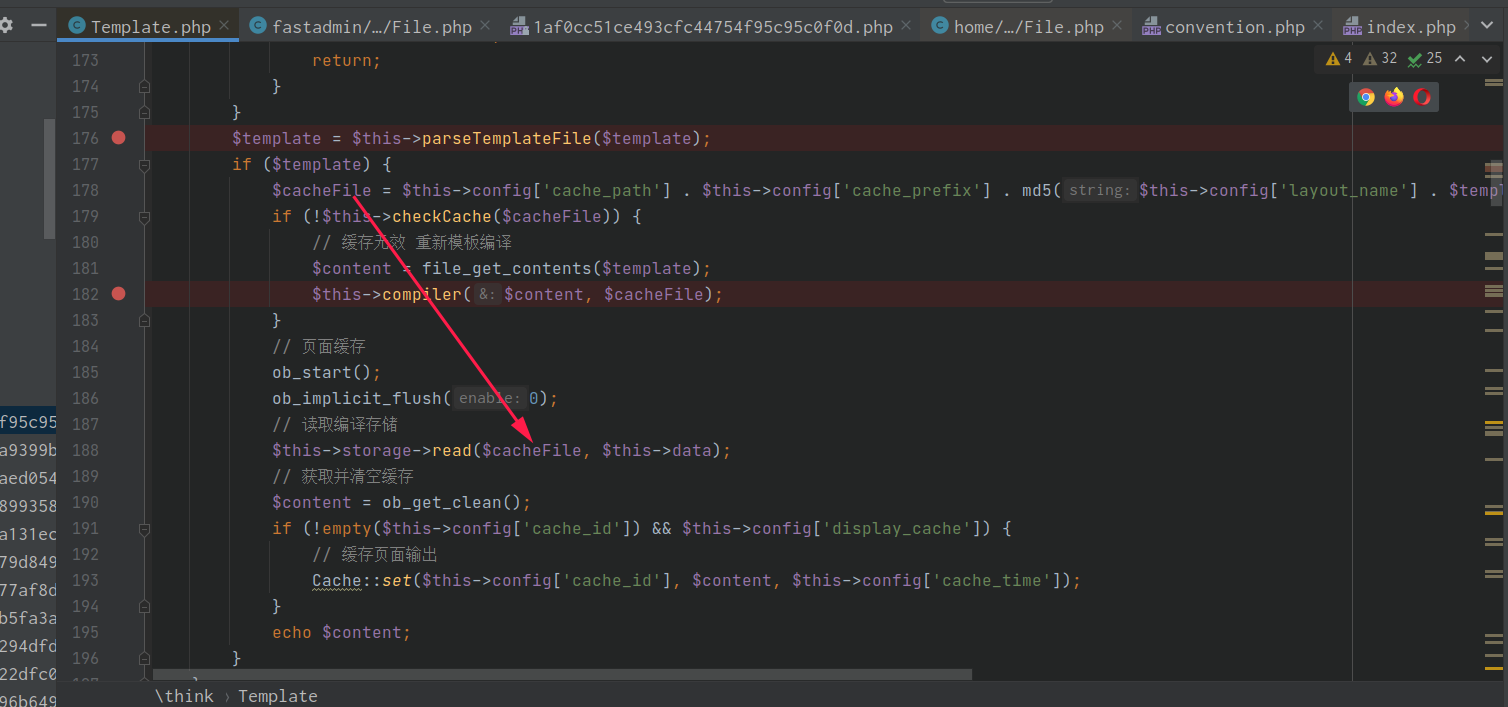 Template.php fastadmin/.../File.php 1af0cc51ce493cfc44754f95c95c0f0d.php home/.../File.php convention.php index.php
4 32 25
173 return;
174 }
175 }
176 $template = $this->parseTemplateFile($template);
177 if ($template) {
178 $cacheFile = $this->config['cache_path'] . $this->config['cache_prefix'] . md5( string: $this->config['layout_name'] . $templ
179 if (!$this->checkCache($cacheFile)) {
180 // 缓存无效 重新模板编译
181 $content = file_get_contents($template);
182 $this->compiler( &: $content, $cacheFile);
183 }
184 // 页面缓存
185 ob_start();
186 ob_implicit_flush( enable: 0);
187 // 读取编译存储
188 $this->storage->read($cacheFile, $this->data);
189 // 获取并清空缓存
190 $content = ob_get_clean();
191 if (!empty($this->config['cache_id']) && $this->config['display_cache']) {
192 // 缓存页面输出
193 Cache::set($this->config['cache_id'], $content, $this->config['cache_time']);
194 }
195 echo $content;
196 }
f95c95
a9399b
aed054
899358
a131ec
79d849
77af8d
b5fa3a
294dfd
22dfc0
96b649
\think › Template